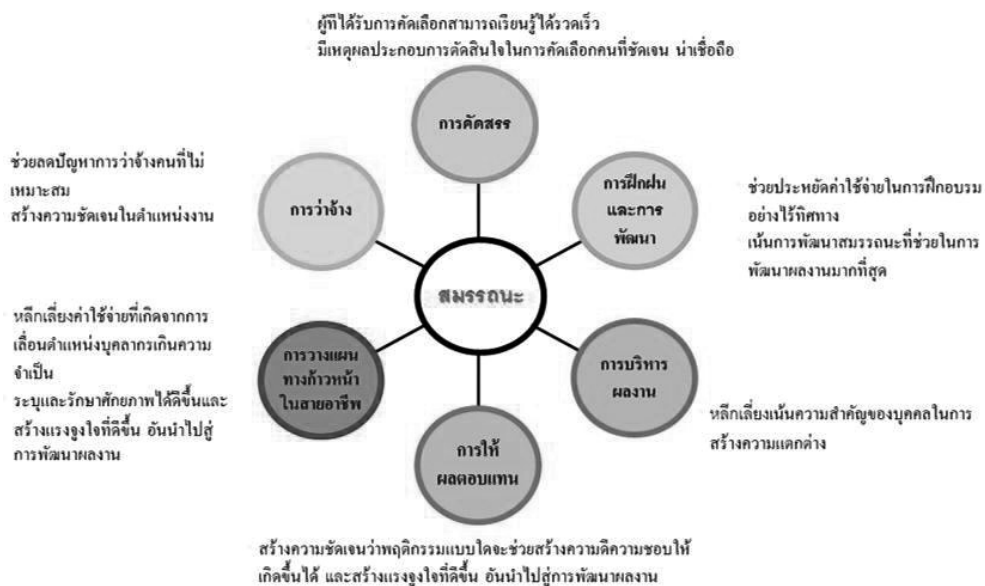 ผู้ที่ได้รับการคัดเลือกสามารถเรียนรู้ได้รวดเร็ว
มีเหตุผลประกอบการตัดสินใจในการคัดเลือกคนที่ชัดเจน น่าเชื่อถือ
การคัดสรร
ช่วยลดปัญหาการว่าจ้างคนที่ไม่
เหมาะสม
สร้างความชัดเจนในตำแหน่งงาน
การว่าจ้าง
การฝึกฝน
และการ
พัฒนา
ช่วยประหยัดค่าใช้จ่ายในการฝึกอบรม
อย่างไร้ทิศทาง
เน้นการพัฒนาสมรรถนะที่ช่วยในการ
พัฒนาผลงานมากที่สุด
สมรรถนะ
หลีกเลี่ยงค่าใช้จ่ายที่เกิดจากการ
เลื่อนตำแหน่งบุคลากรเกินความ
จำเป็น
ระบุและรักษาศักยภาพได้ดีขึ้นและ
สร้างแรงจูงใจที่ดีขึ้น อันนำไปสู่
การพัฒนาผลงาน
การวางแผน
ทางก้าวหน้า
ในสายอาชีพ
การบริหาร
ผลงาน
หลีกเลี่ยงเน้นความสำคัญของบุคคลในการ
สร้างความแตกต่าง
การให้
ผลตอบแทน
สร้างความชัดเจนว่าพฤติกรรมแบบใดจะช่วยสร้างความดีความชอบให้
เกิดขึ้นได้ และสร้างแรงจูงใจที่ดีขึ้น อันนำไปสู่การพัฒนาผลงาน